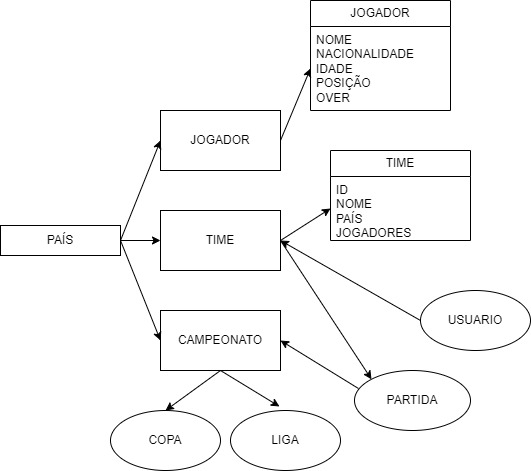 JOGADOR
NOME
NACIONALIDADE
IDADE
POSIÇÃO
OVER
JOGADOR
TIME
ID
NOME
PAÍS
JOGADORES
PAÍS
TIME
USUARIO
CAMPEONATO
PARTIDA
COPA
LIGA